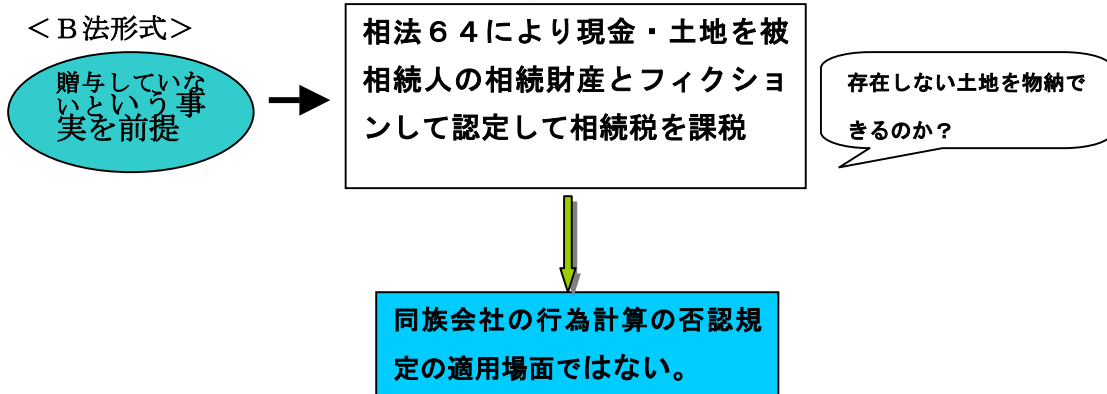 ＜Ｂ法形式＞
贈与していな
いという事
実を前提
相法６４により現金・土地を被
相続人の相続財産とフィクショ
ンして認定して相続税を課税
存在しない土地を物納で
きるのか？
同族会社の行為計算の否認規
定の適用場面ではない。